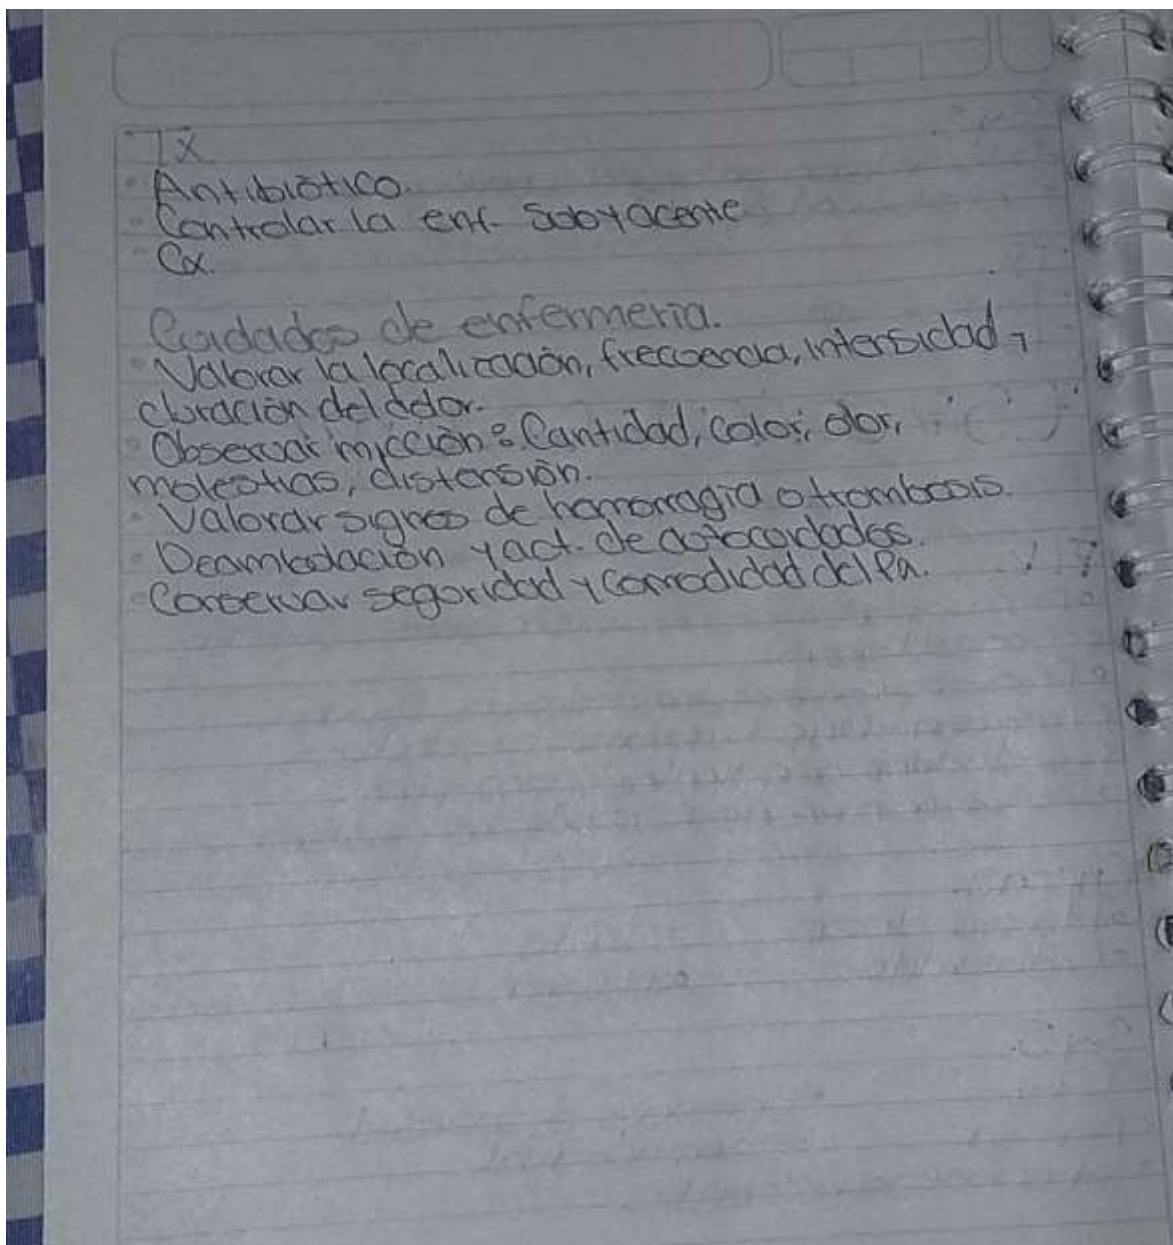 Tx
• Antibiótico.
• Controlar la enf. subyacente
• Cx.
Cuidados de enfermería.
• Valorar la localización, frecuencia, intensidad y
duración del dolor.
• Observar micción: Cantidad, color, olor,
molestias, distensión.
• Valorar signos de hemorragia o trombosis.
• Deambulación y act. de autocuidados.
• Conservar seguridad y comodidad del Pa.